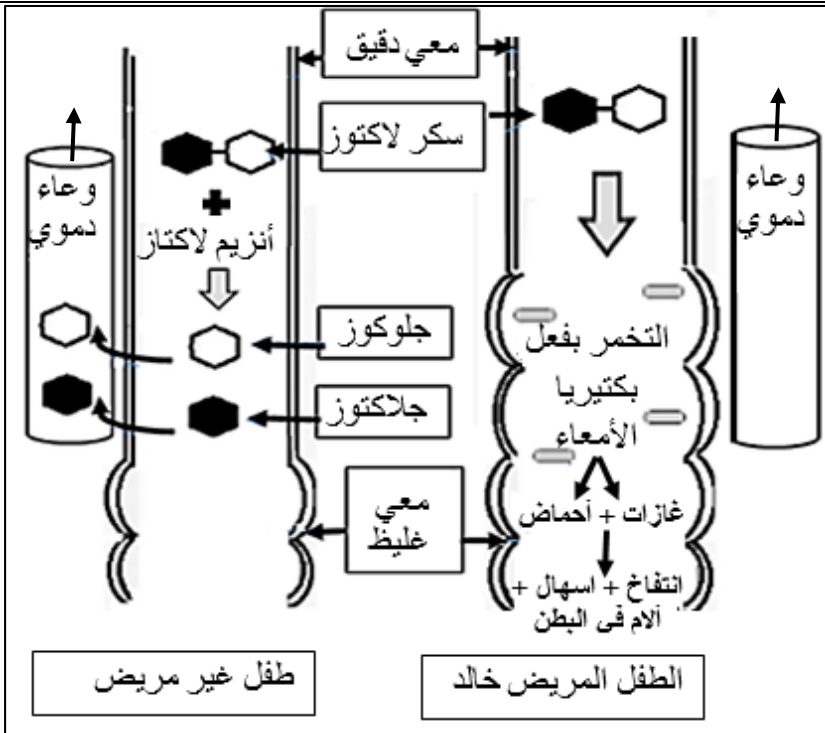 معي دقيق
سكر لاكتوز
وعاء
دموي
أنزيم لاكتاز
جلوكوز
جلاكتوز
معي
غليظ
وعاء
دموي
التخمر بفعل
بكتيريا
الأمعاء
غازات + أحماض
انتفاخ + اسهال +
آلام فى البطن
طفل غير مريض
الطفل المريض خالد